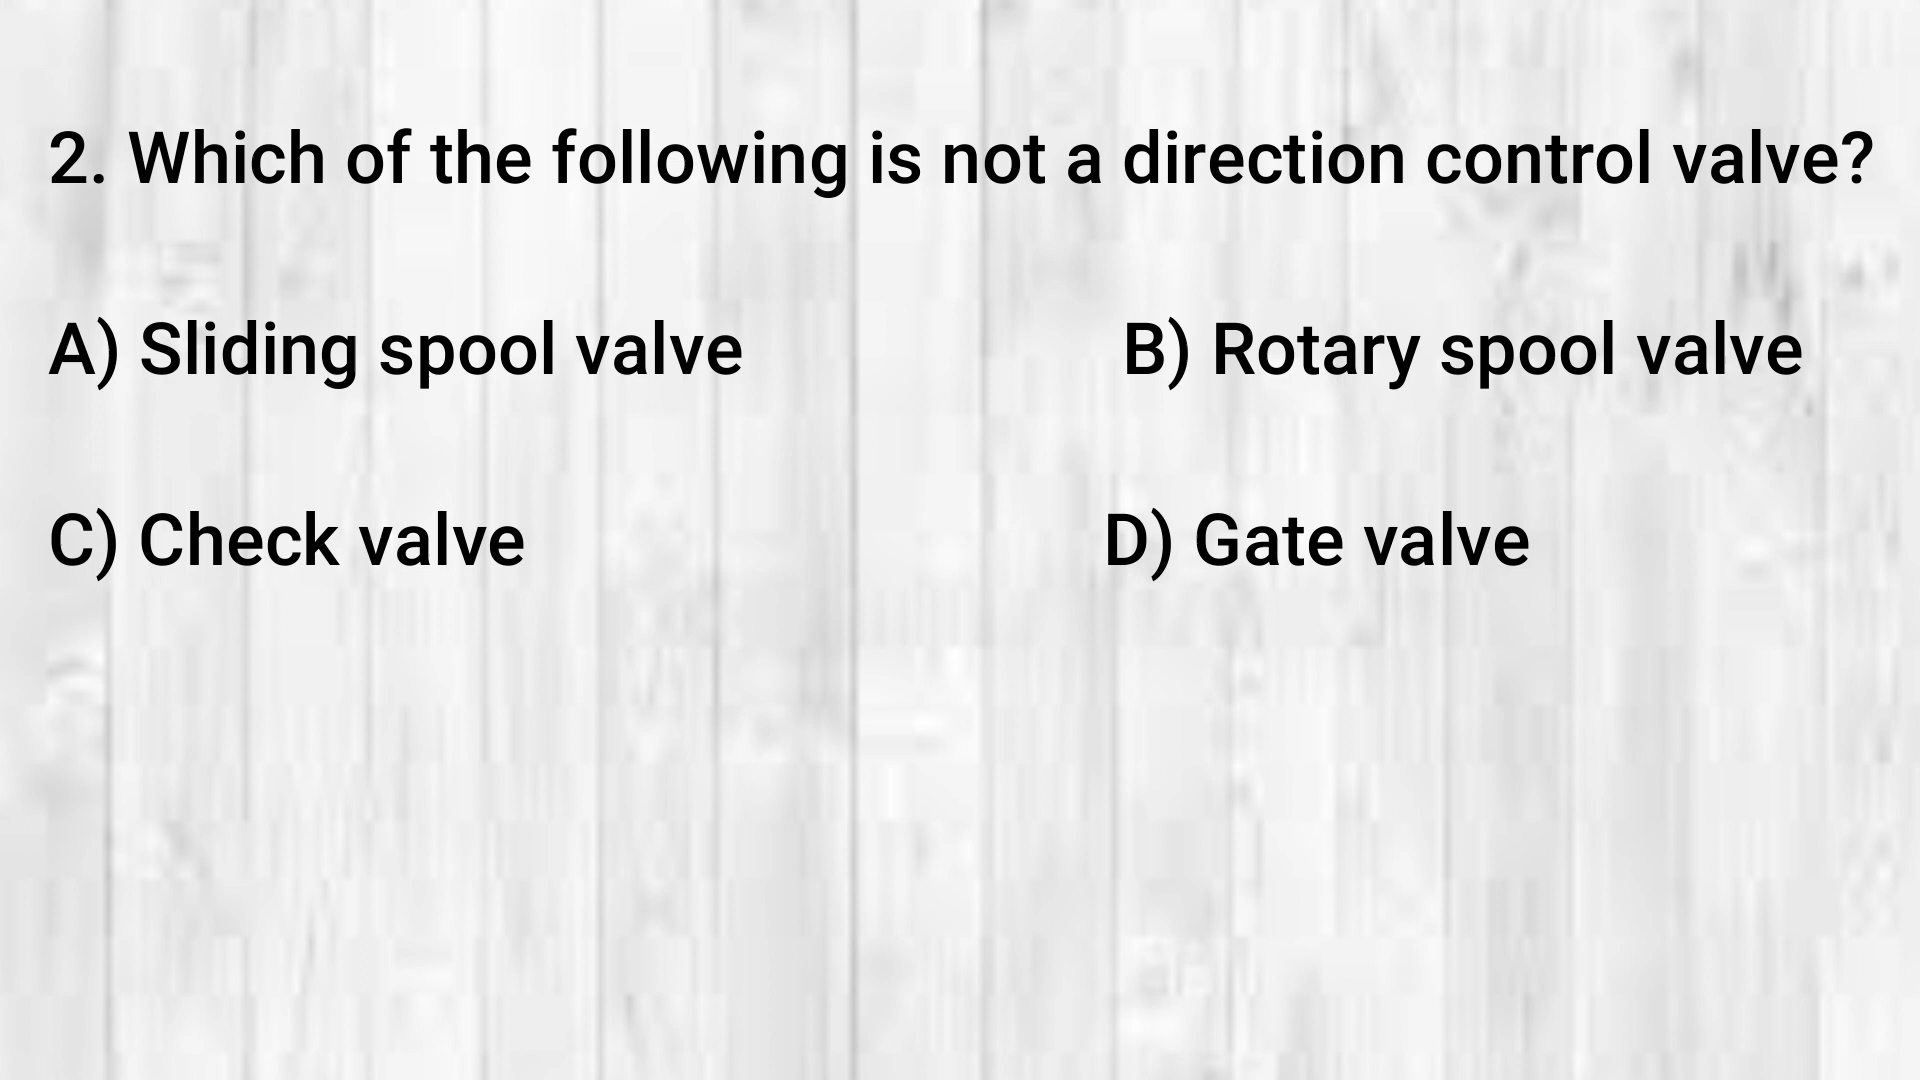 2. Which of the following is not a direction control valve?
A) Sliding spool valve B) Rotary spool valve
C) Check valve D) Gate valve